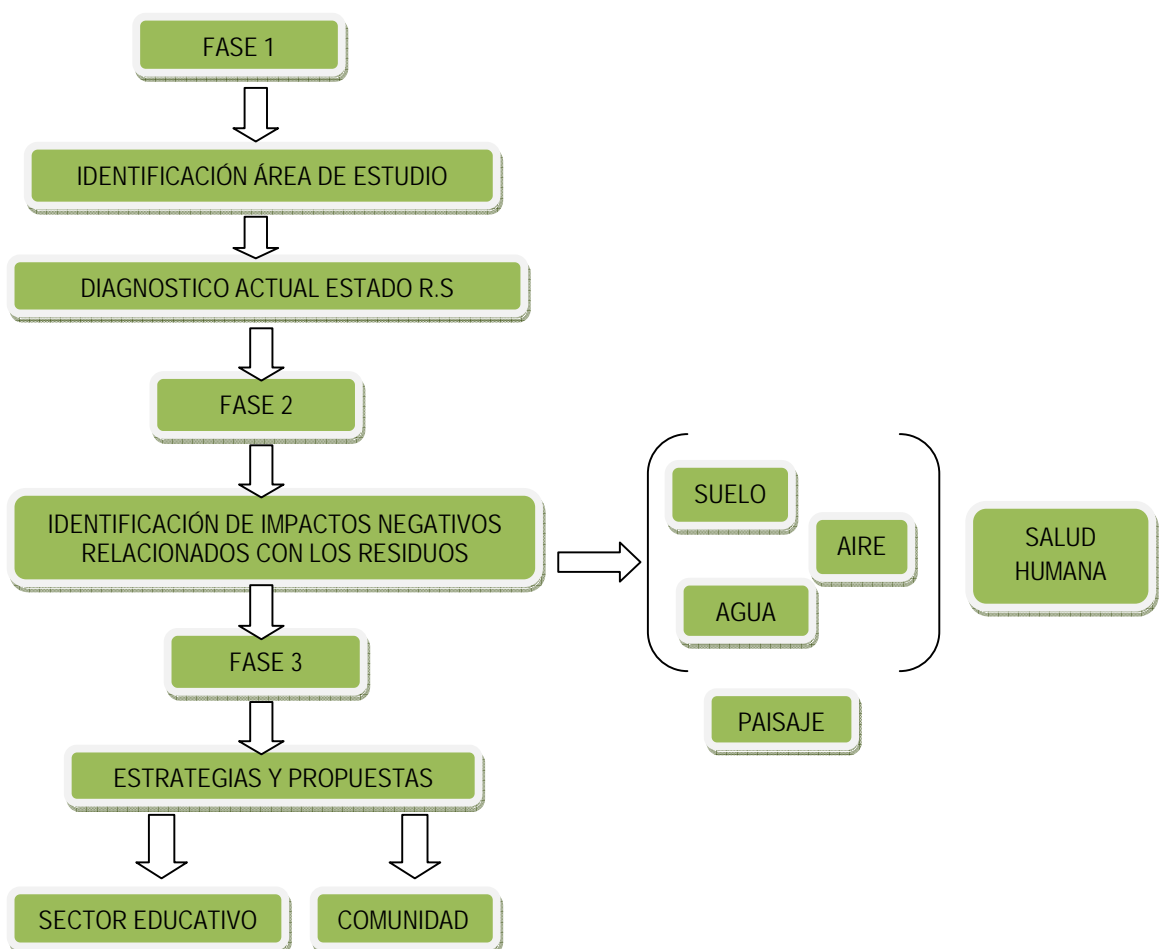 FASE 1
IDENTIFICACIÓN ÁREA DE ESTUDIO
DIAGNOSTICO ACTUAL ESTADO R.S
FASE 2
IDENTIFICACIÓN DE IMPACTOS NEGATIVOS
RELACIONADOS CON LOS RESIDUOS
SUELO
AIRE
AGUA
SALUD
HUMANA
PAISAJE
FASE 3
ESTRATEGIAS Y PROPUESTAS
SECTOR EDUCATIVO
COMUNIDAD